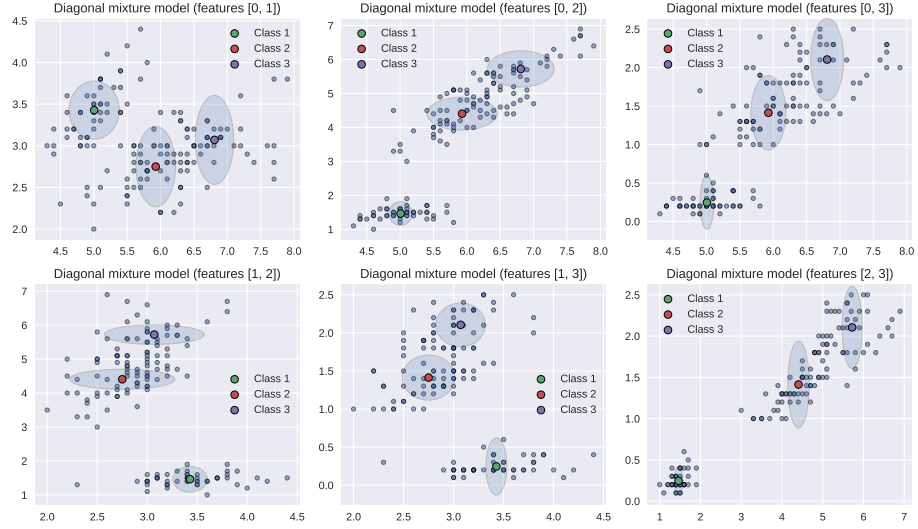 Diagonal mixture model (features [0, 1])
4.5
4.0
3.5
3.0
2.5
2.0
4.5 5.0 5.5 6.0 6.5 7.0 7.5 8.0
Class 1
Class 2
Class 3
Diagonal mixture model (features [0, 2])
7
6
5
4
3
2
1
4.5 5.0 5.5 6.0 6.5 7.0 7.5 8.0
Class 1
Class 2
Class 3
Diagonal mixture model (features [0, 3])
2.5
2.0
1.5
1.0
0.5
0.0
4.5 5.0 5.5 6.0 6.5 7.0 7.5 8.0
Class 1
Class 2
Class 3
Diagonal mixture model (features [1, 2])
7
6
5
4
3
2
1
2.0 2.5 3.0 3.5 4.0 4.5
Class 1
Class 2
Class 3
Diagonal mixture model (features [1, 3])
2.5
2.0
1.5
1.0
0.5
0.0
2.0 2.5 3.0 3.5 4.0 4.5
Class 1
Class 2
Class 3
Diagonal mixture model (features [2, 3])
2.5
2.0
1.5
1.0
0.5
0.0
1 2 3 4 5 6 7
Class 1
Class 2
Class 3